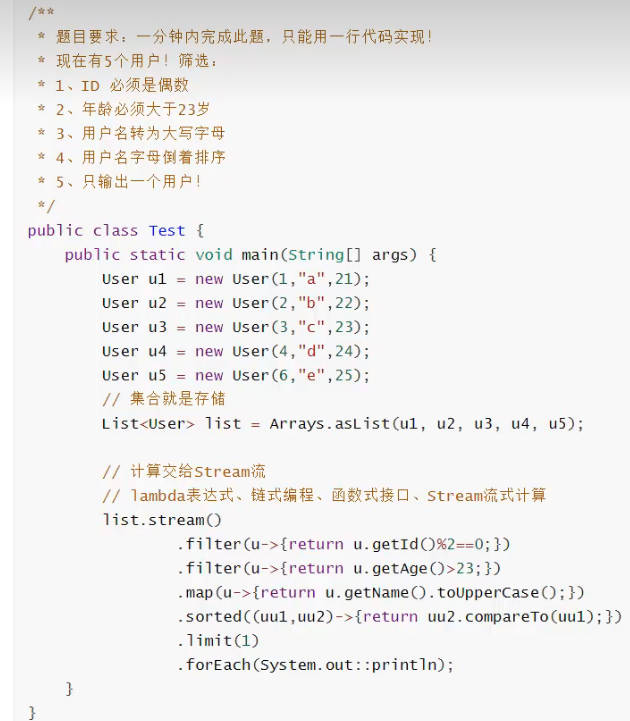 /**
 * 题目要求：一分钟内完成此题，只能用一行代码实现！
 * 现在有5个用户！筛选：
 * 1、ID 必须是偶数
 * 2、年龄必须大于23岁
 * 3、用户名转为大写字母
 * 4、用户名字母倒着排序
 * 5、只输出一个用户！
 */
public class Test {
    public static void main(String[] args) {
        User u1 = new User(1,"a",21);
        User u2 = new User(2,"b",22);
        User u3 = new User(3,"c",23);
        User u4 = new User(4,"d",24);
        User u5 = new User(6,"e",25);
        // 集合就是存储
        List<User> list = Arrays.asList(u1, u2, u3, u4, u5);
        // 计算交给Stream流
        // lambda表达式、链式编程、函数式接口、Stream流式计算
        list.stream()
                .filter(u->{return u.getId()%2==0;})
                .filter(u->{return u.getAge()>23;})
                .map(u->{return u.getName().toUpperCase();})
                .sorted((uu1,uu2)->{return uu2.compareTo(uu1);})
                .limit(1)
                .forEach(System.out::println);
    }
}